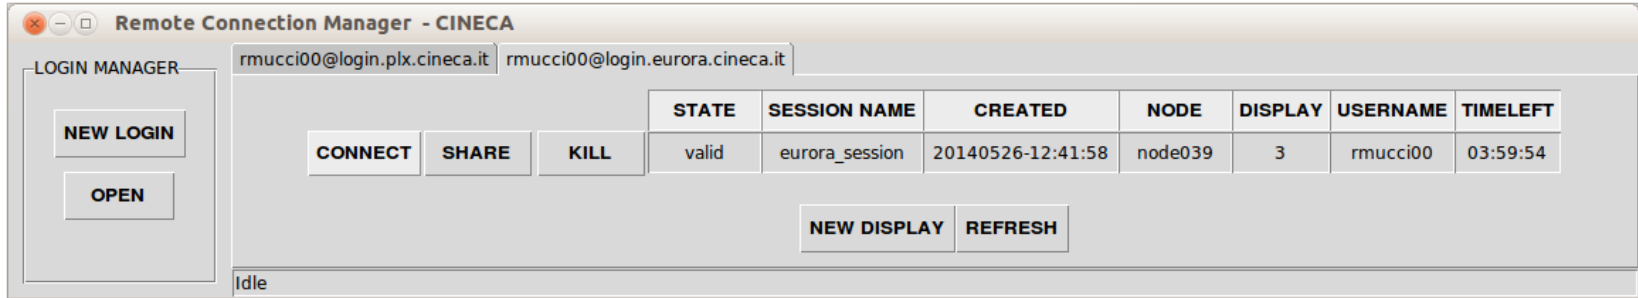 Remote Connection Manager - CINECA
LOGIN MANAGER
NEW LOGIN
OPEN
rmucci00@login.plx.cineca.it rmucci00@login.eurora.cineca.it
STATE SESSION NAME CREATED NODE DISPLAY USERNAME TIMELEFT
CONNECT SHARE KILL valid eurora_session 20140526-12:41:58 node039 3 rmucci00 03:59:54
NEW DISPLAY REFRESH
Idle